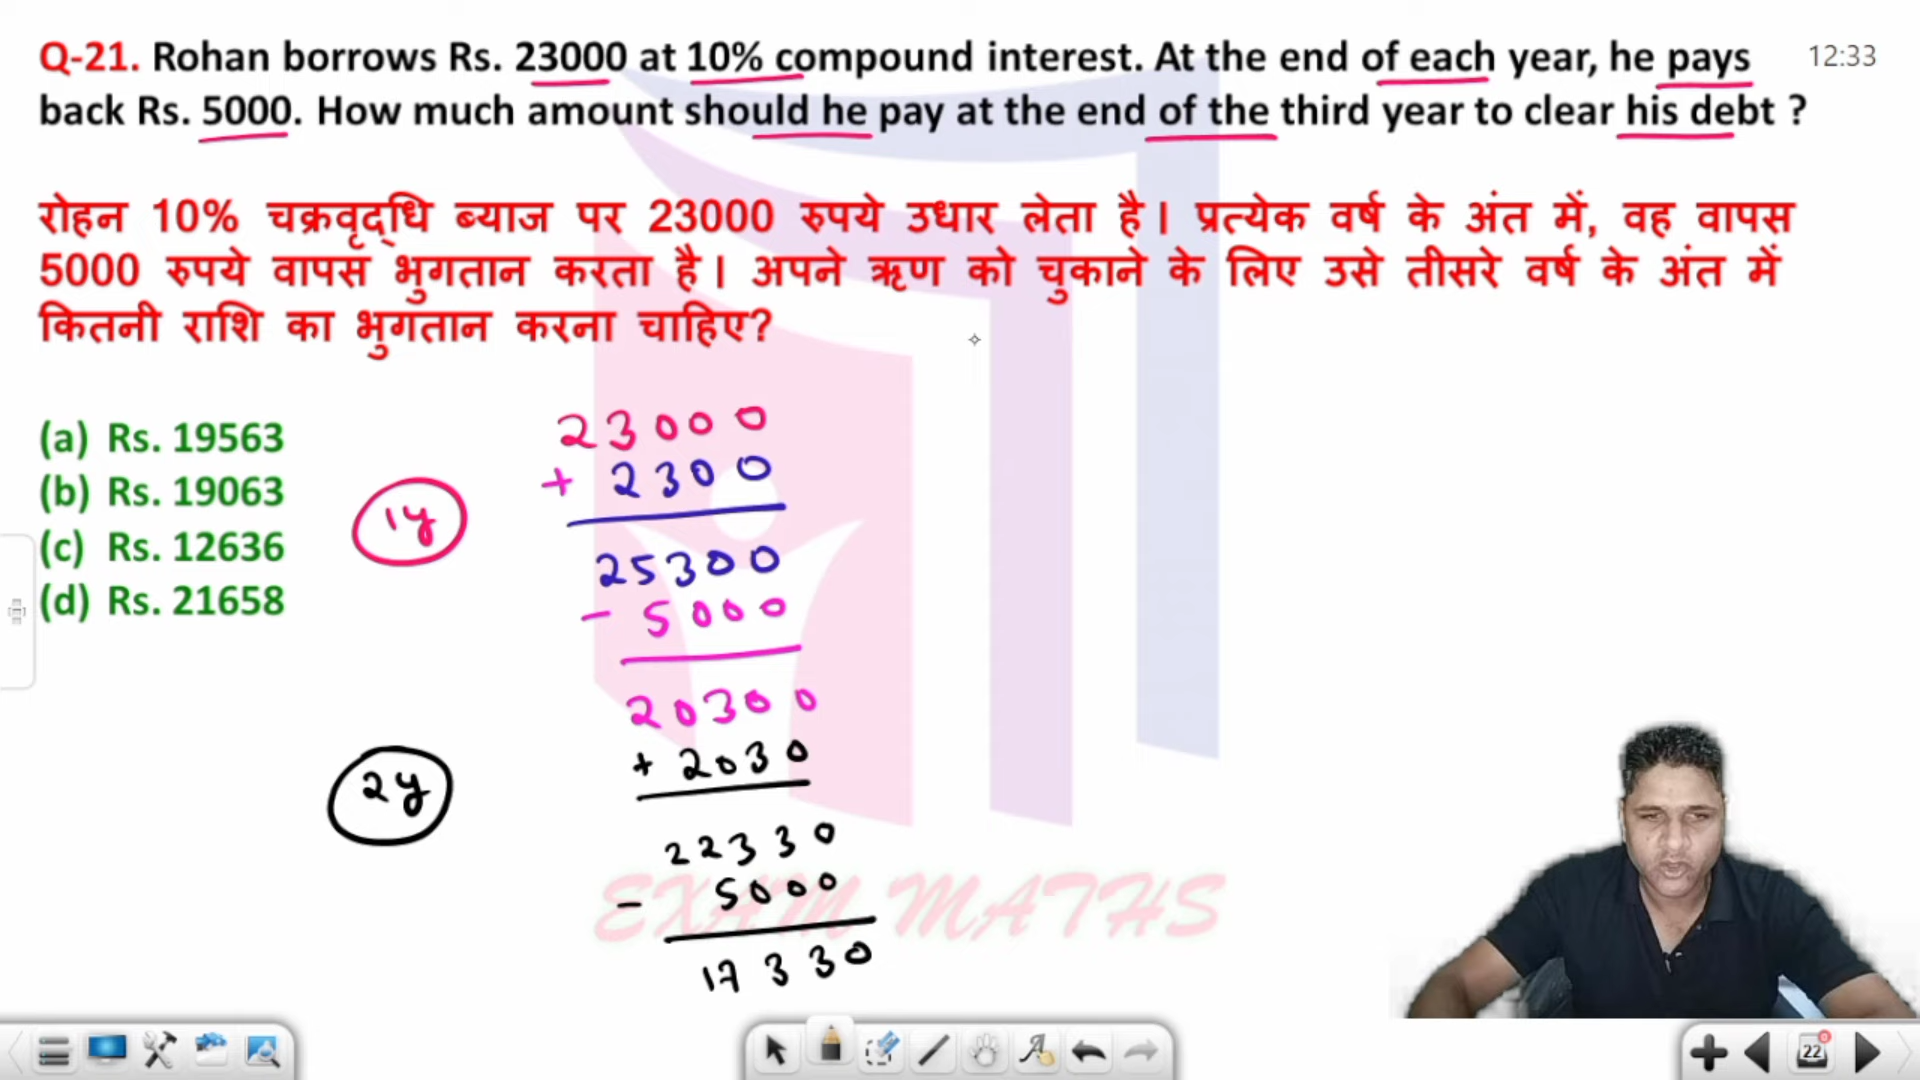 Q-21. Rohan borrows Rs. 23000 at 10% compound interest. At the end of each year, he pays
back Rs. 5000. How much amount should he pay at the end of the third year to clear his debt ?
12:33
रोहन 10% चक्रवृद्धि ब्याज पर 23000 रुपये उधार लेता है। प्रत्येक वर्ष के अंत में, वह वापस
5000 रुपये वापस भुगतान करता है। अपने ऋण को चुकाने के लिए उसे तीसरे वर्ष के अंत में
कितनी राशि का भुगतान करना चाहिए?
(a) Rs. 19563
(b) Rs. 19063
(c) Rs. 12636
(d) Rs. 21658
1y
23000
+ 2300
25300
- 5000
20300
+ 2030
2y
22330
- 5000
17330
EXAM MATHS
22
0